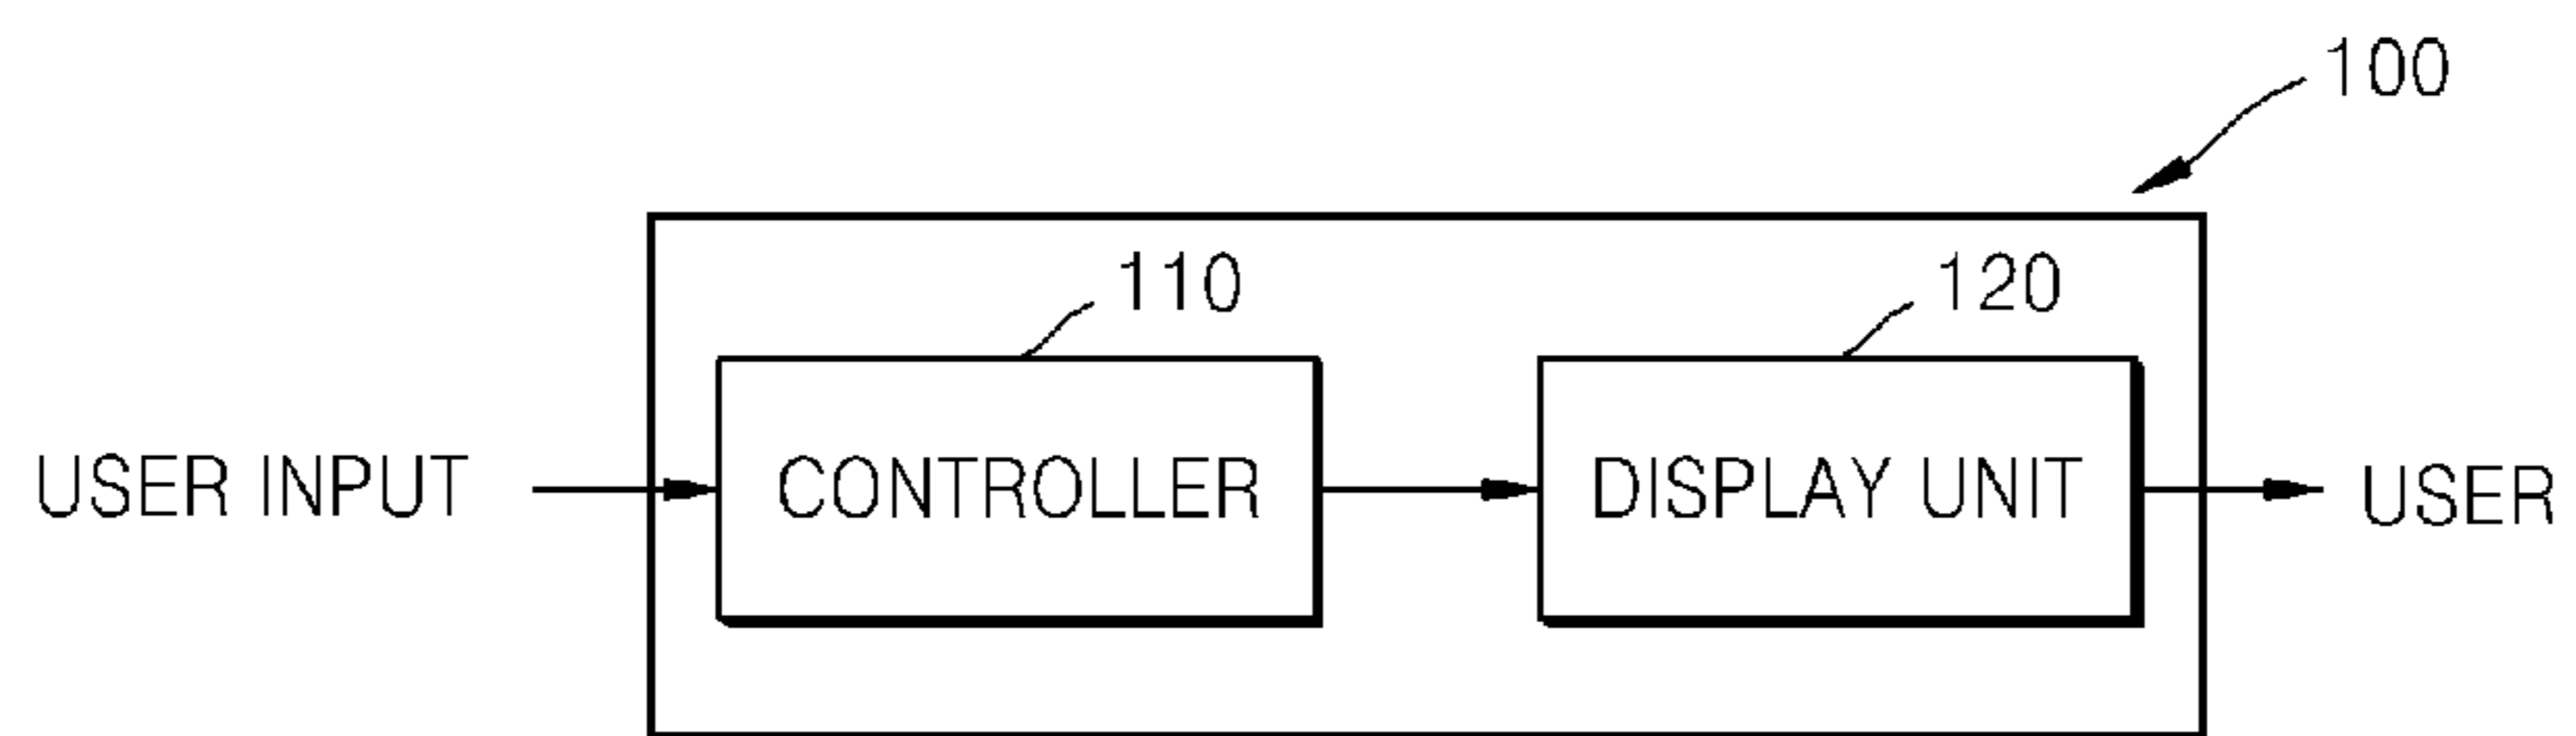 100
110
120
USER INPUT
CONTROLLER
DISPLAY UNIT
USER